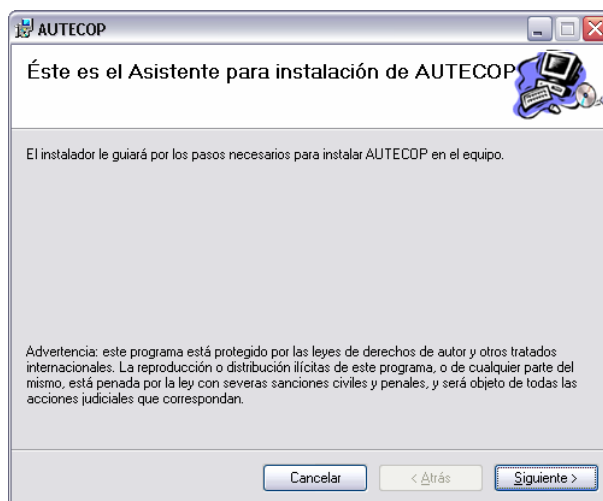 AUTECOP
Éste es el Asistente para instalación de AUTECOP
El instalador le guiará por los pasos necesarios para instalar AUTECOP en el equipo.
Advertencia: este programa está protegido por las leyes de derechos de autor y otros tratados
internacionales. La reproducción o distribución ilícitas de este programa, o de cualquier parte del
mismo, está penada por la ley con severas sanciones civiles y penales, y será objeto de todas las
acciones judiciales que correspondan.
Cancelar < Atrás Siguiente >